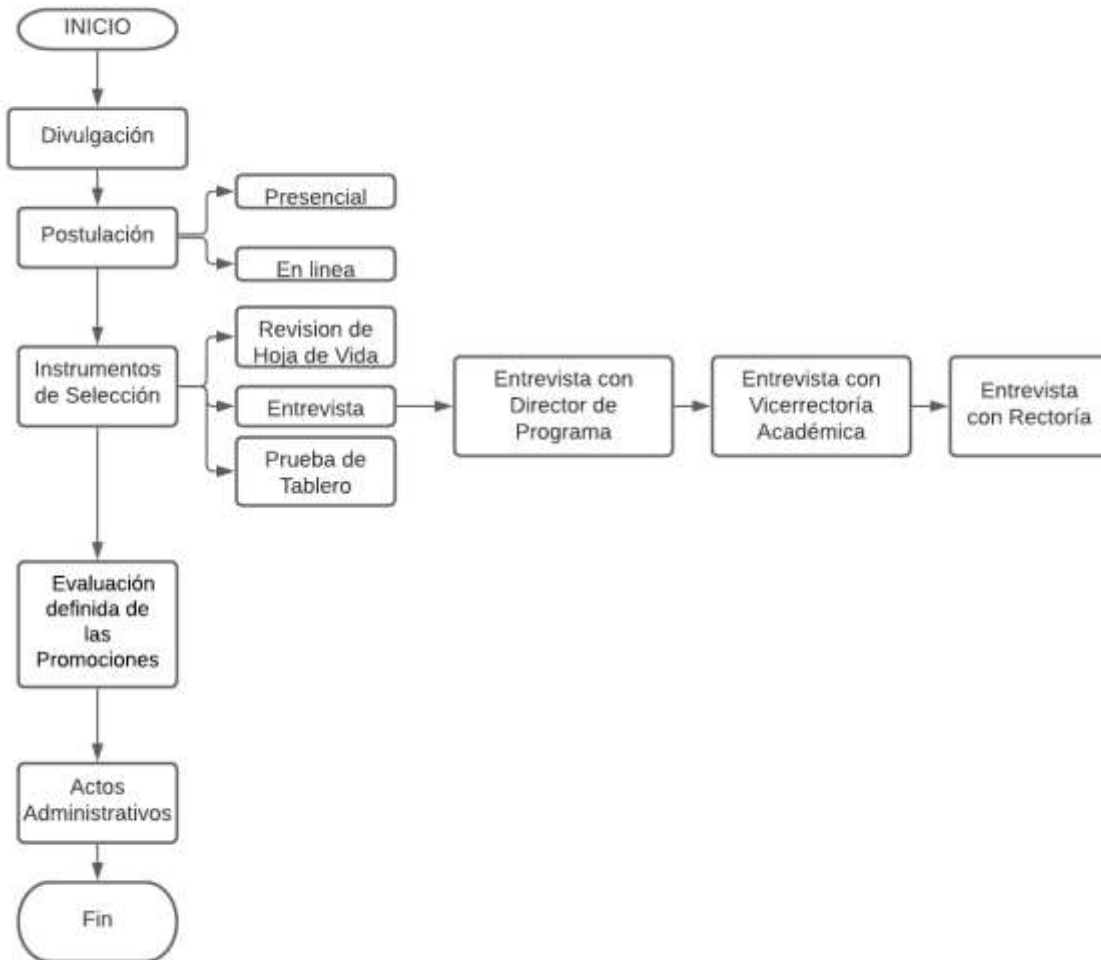 INICIO
Divulgación
Postulación
Presencial
En linea
Instrumentos
de Selección
Revision de
Hoja de Vida
Entrevista
Prueba de
Tablero
Entrevista con
Director de
Programa
Entrevista con
Vicerrectoría
Académica
Entrevista
con Rectoría
Evaluación
definida de
las
Promociones
Actos
Administrativos
Fin